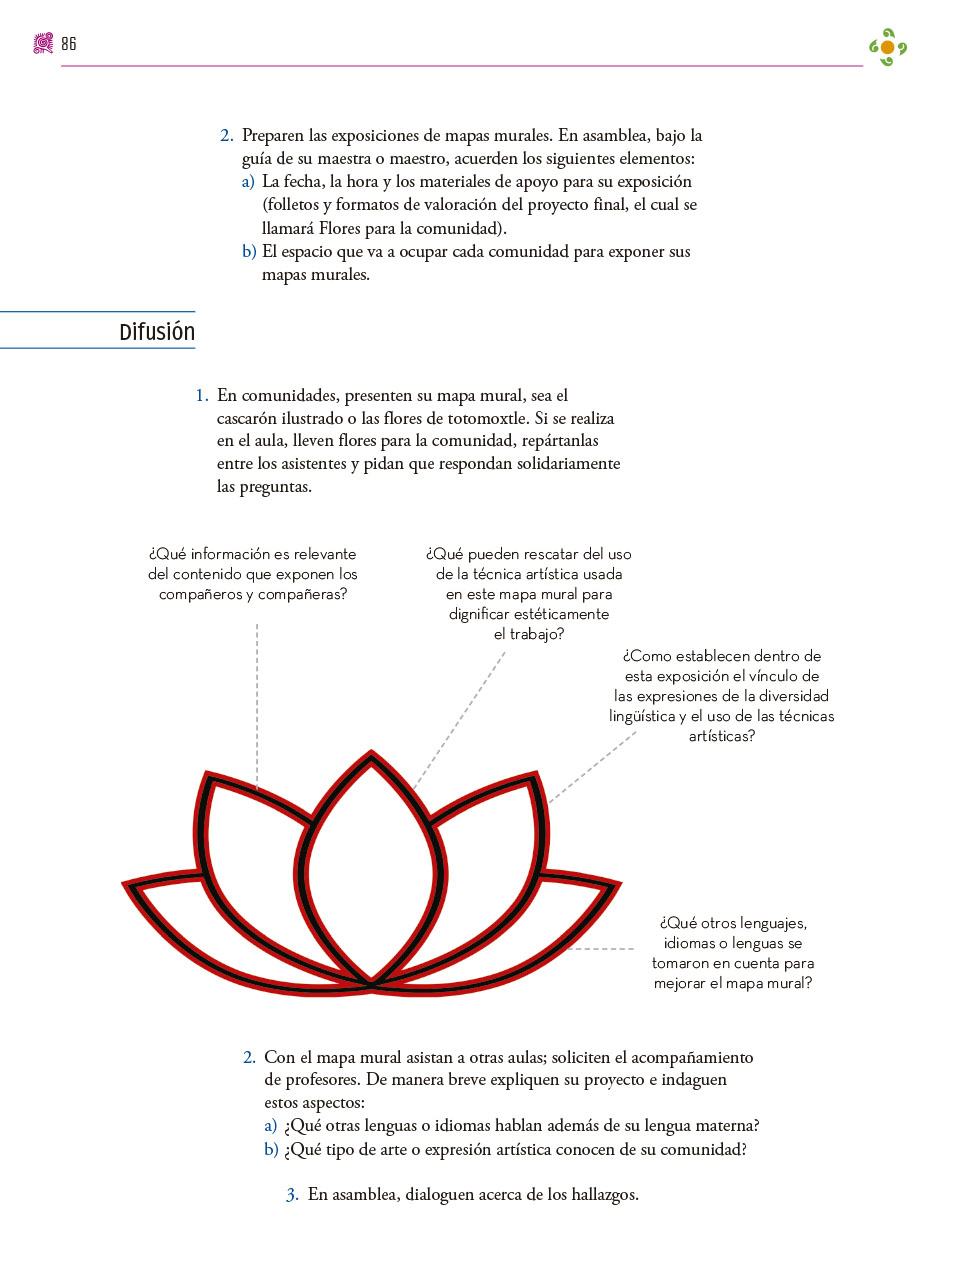 86
2. Preparen las exposiciones de mapas murales. En asamblea, bajo la
guía de su maestra o maestro, acuerden los siguientes elementos:
a) La fecha, la hora y los materiales de apoyo para su exposición
(folletos y formatos de valoración del proyecto final, el cual se
llamará Flores para la comunidad).
b) El espacio que va a ocupar cada comunidad para exponer sus
mapas murales.
Difusión
1. En comunidades, presenten su mapa mural, sea el
cascarón ilustrado o las flores de totomoxtle. Si se realiza
en el aula, lleven flores para la comunidad, repártanlas
entre los asistentes y pidan que respondan solidariamente
las preguntas.
¿Qué información es relevante
del contenido que exponen los
compañeros y compañeras?
¿Qué pueden rescatar del uso
de la técnica artística usada
en este mapa mural para
dignificar estéticamente
el trabajo?
¿Como establecen dentro de
esta exposición el vínculo de
las expresiones de la diversidad
lingüística y el uso de las técnicas
artísticas?
¿Qué otros lenguajes,
idiomas o lenguas se
tomaron en cuenta para
mejorar el mapa mural?
2. Con el mapa mural asistan a otras aulas; soliciten el acompañamiento
de profesores. De manera breve expliquen su proyecto e indaguen
estos aspectos:
a) ¿Qué otras lenguas o idiomas hablan además de su lengua materna?
b) ¿Qué tipo de arte o expresión artística conocen de su comunidad?
3. En asamblea, dialoguen acerca de los hallazgos.